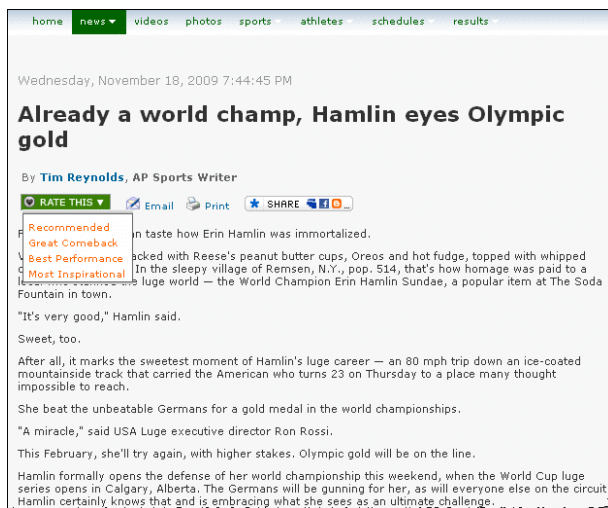 home news videos photos sports athletes schedules results
Wednesday, November 18, 2009 7:44:45 PM
Already a world champ, Hamlin eyes Olympic
gold
By Tim Reynolds, AP Sports Writer
RATE THIS Email Print SHARE
Recommended
Great Comeback
Best Performance
Most Inspirational
taste how Erin Hamlin was immortalized.
acked with Reese's peanut butter cups, Oreos and hot fudge, topped with whipped
In the sleepy village of Remsen, N.Y., pop. 514, that's how homage was paid to a
luge world — the World Champion Erin Hamlin Sundae, a popular item at The Soda
Fountain in town.
"It's very good," Hamlin said.
Sweet, too.
After all, it marks the sweetest moment of Hamlin's luge career — an 80 mph trip down an ice-coated
mountainside track that carried the American who turns 23 on Thursday to a place many thought
impossible to reach.
She beat the unbeatable Germans for a gold medal in the world championships.
"A miracle," said USA Luge executive director Ron Rossi.
This February, she'll try again, with higher stakes. Olympic gold will be on the line.
Hamlin formally opens the defense of her world championship this weekend, when the World Cup luge
series opens in Calgary, Alberta. The Germans will be gunning for her, as will everyone else on the circuit.
Hamlin certainly knows that and is embracing what she sees as an ultimate challenge.